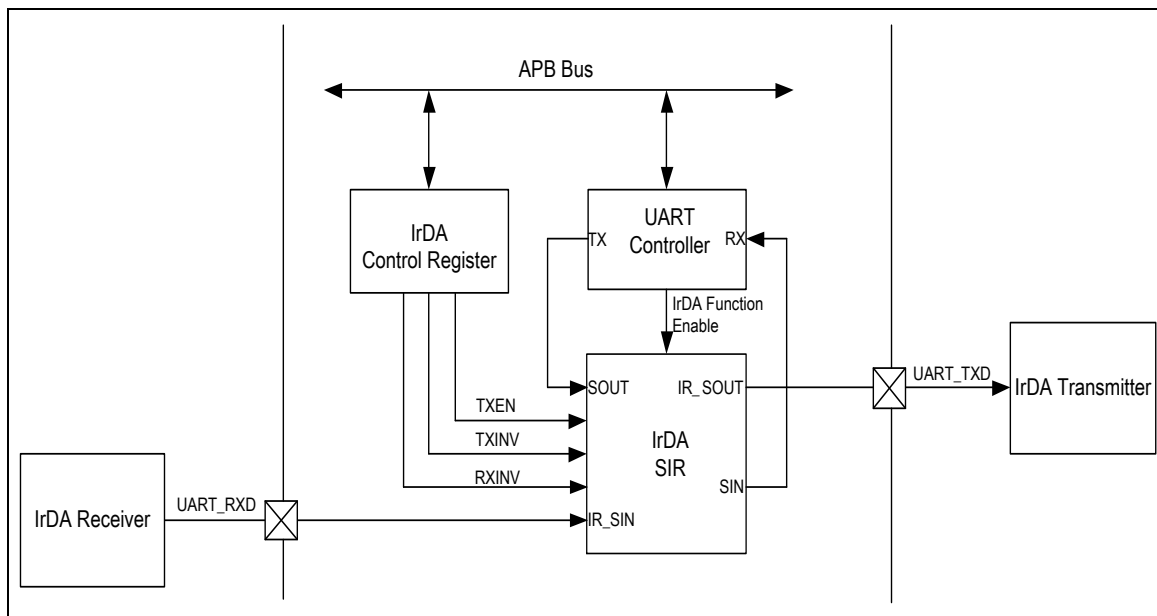 APB Bus
IrDA
Control Register
UART
Controller
TX
RX
IrDA Function
Enable
SOUT
IR_SOUT
UART_TXD
IrDA Transmitter
TXEN
TXINV
IrDA
SIR
RXINV
SIN
IrDA Receiver
UART_RXD
IR_SIN